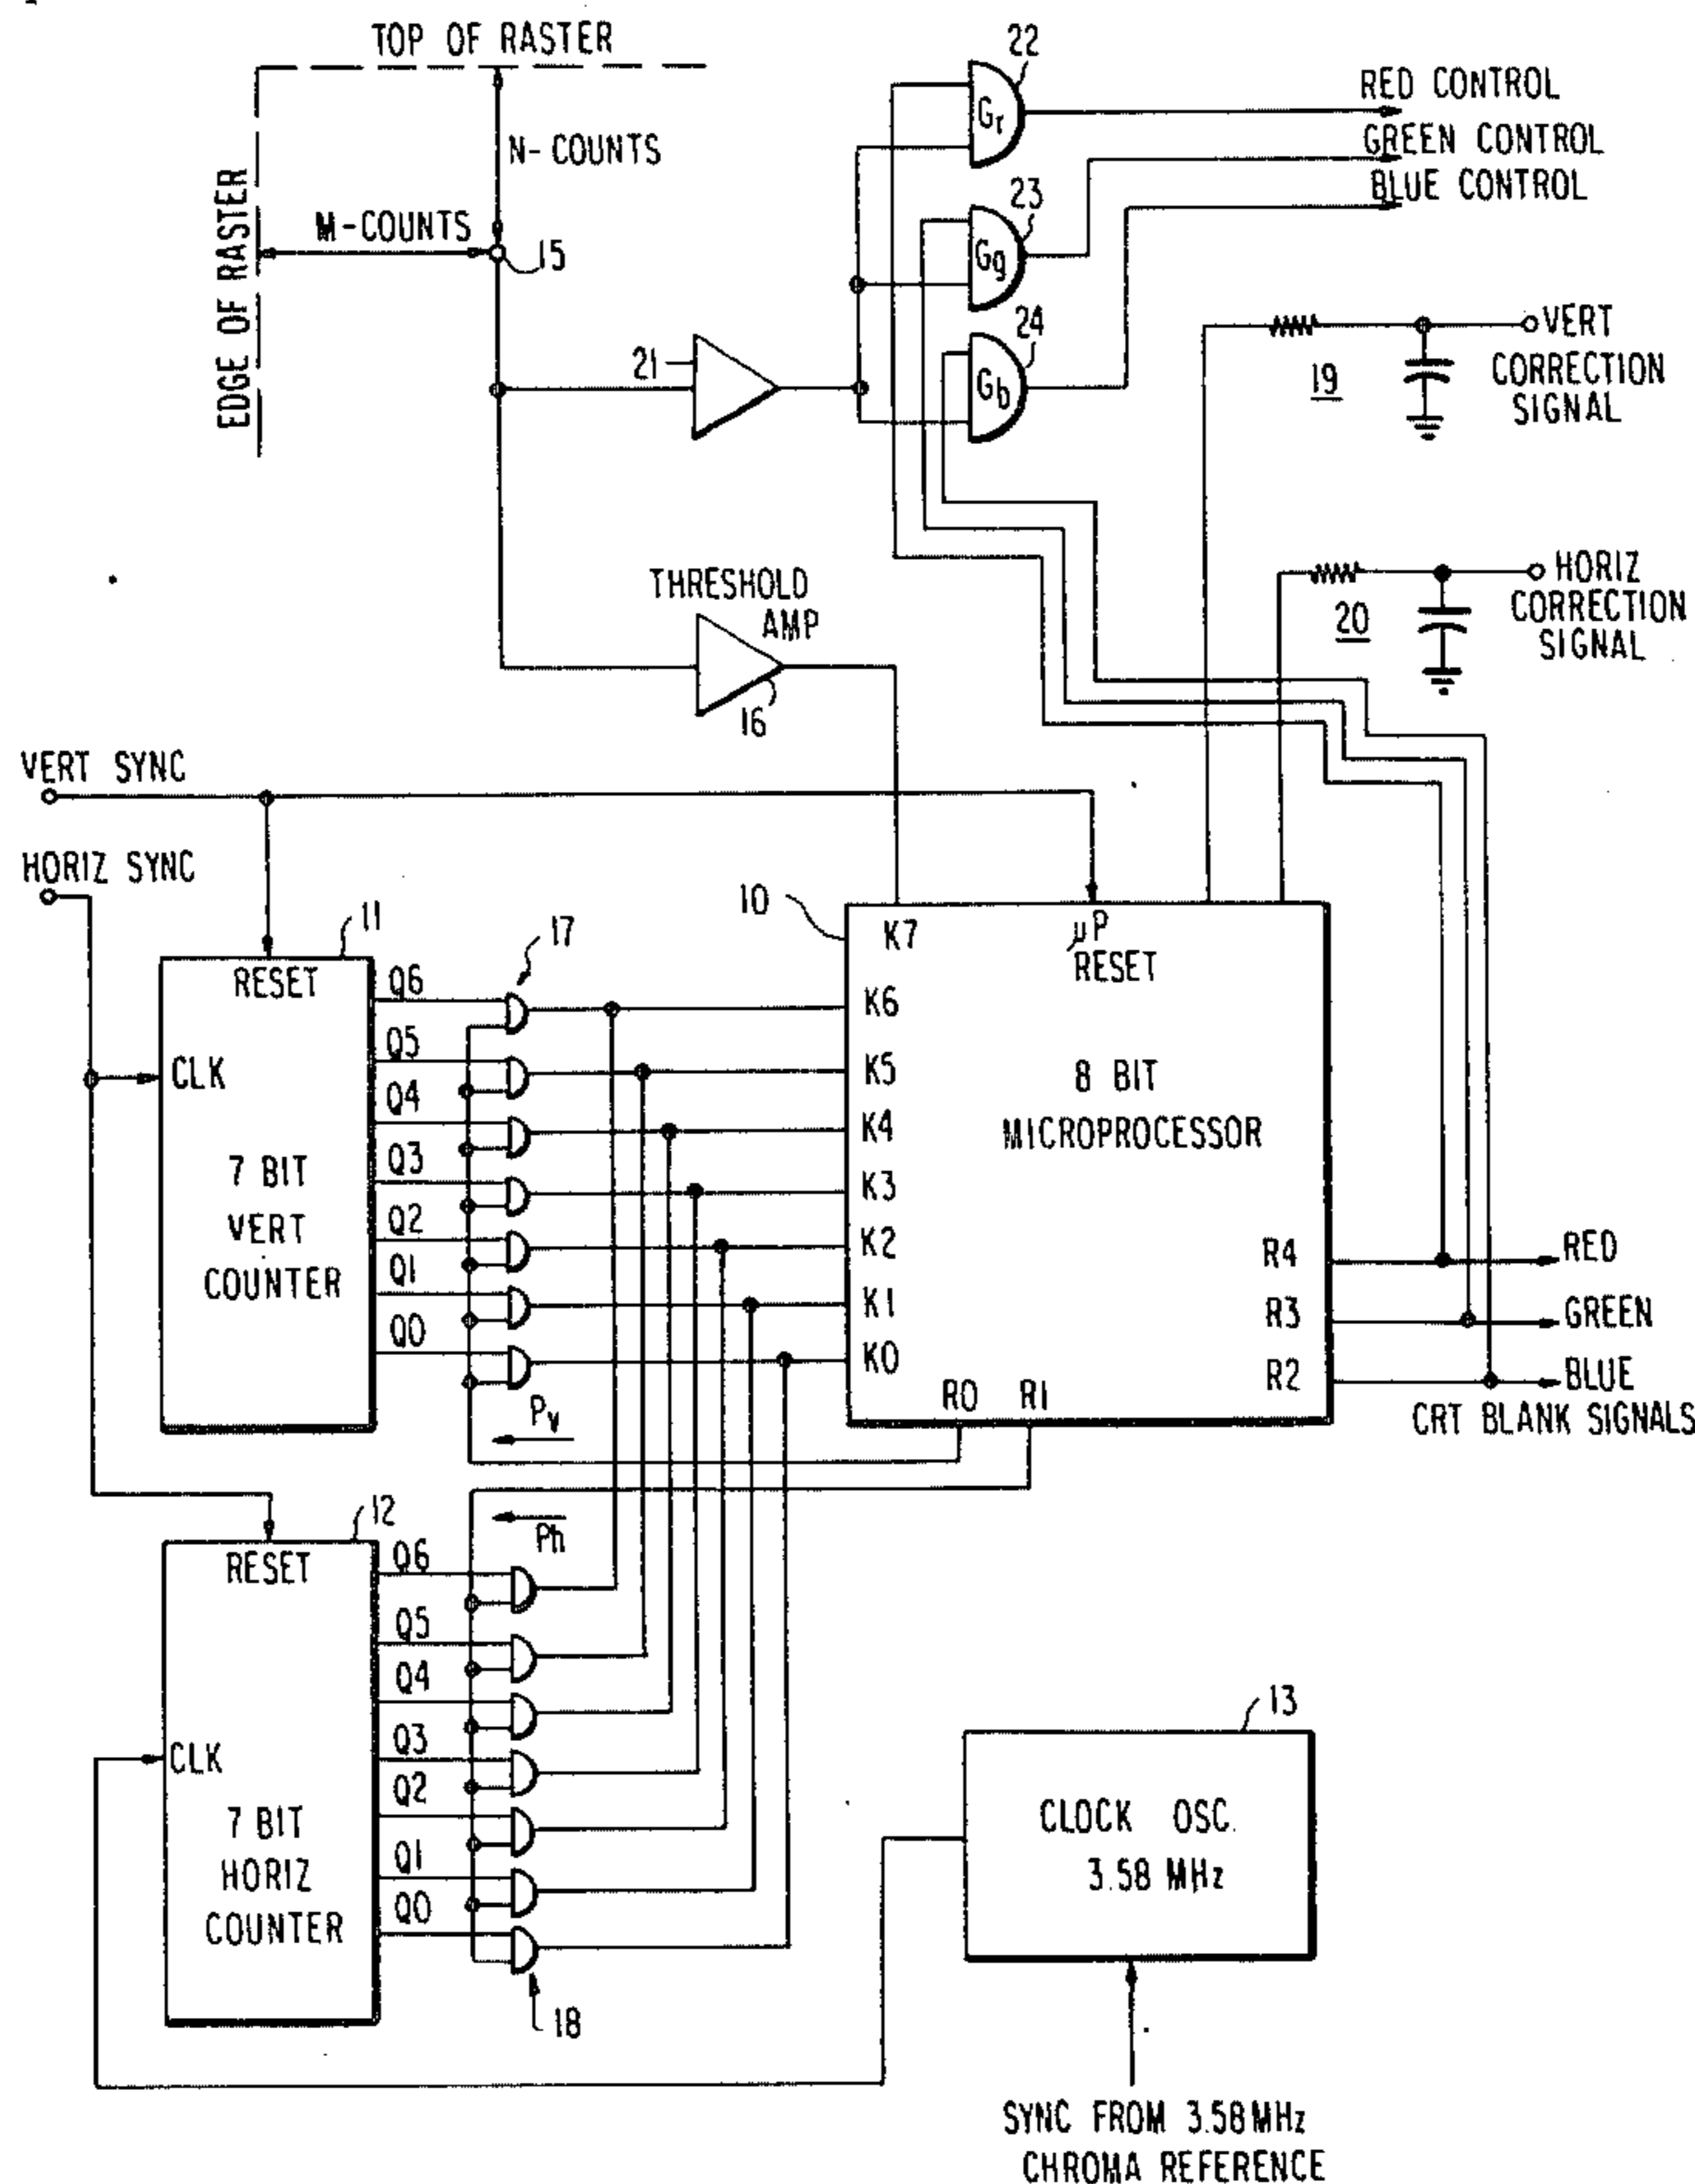 TOP OF RASTER
22
Gr
RED CONTROL
N-COUNTS
GREEN CONTROL
BLUE CONTROL
EDGE OF RASTER
M-COUNTS
15
23
Gg
24
Gb
21
VERT
CORRECTION
SIGNAL
19
THRESHOLD
AMP
16
HORIZ
CORRECTION
SIGNAL
20
VERT SYNC
HORIZ SYNC
11
RESET
CLK
7 BIT
VERT
COUNTER
Q6
Q5
Q4
Q3
Q2
Q1
Q0
17
10
K7
K6
K5
K4
K3
K2
K1
K0
μP
RESET
8 BIT
MICROPROCESSOR
R4
R3
R2
R0
R1
RED
GREEN
BLUE
CRT BLANK SIGNALS
Pv
Ph
12
RESET
CLK
7 BIT
HORIZ
COUNTER
Q6
Q5
Q4
Q3
Q2
Q1
Q0
18
13
CLOCK OSC.
3.58 MHz
SYNC FROM 3.58MHz
CHROMA REFERENCE